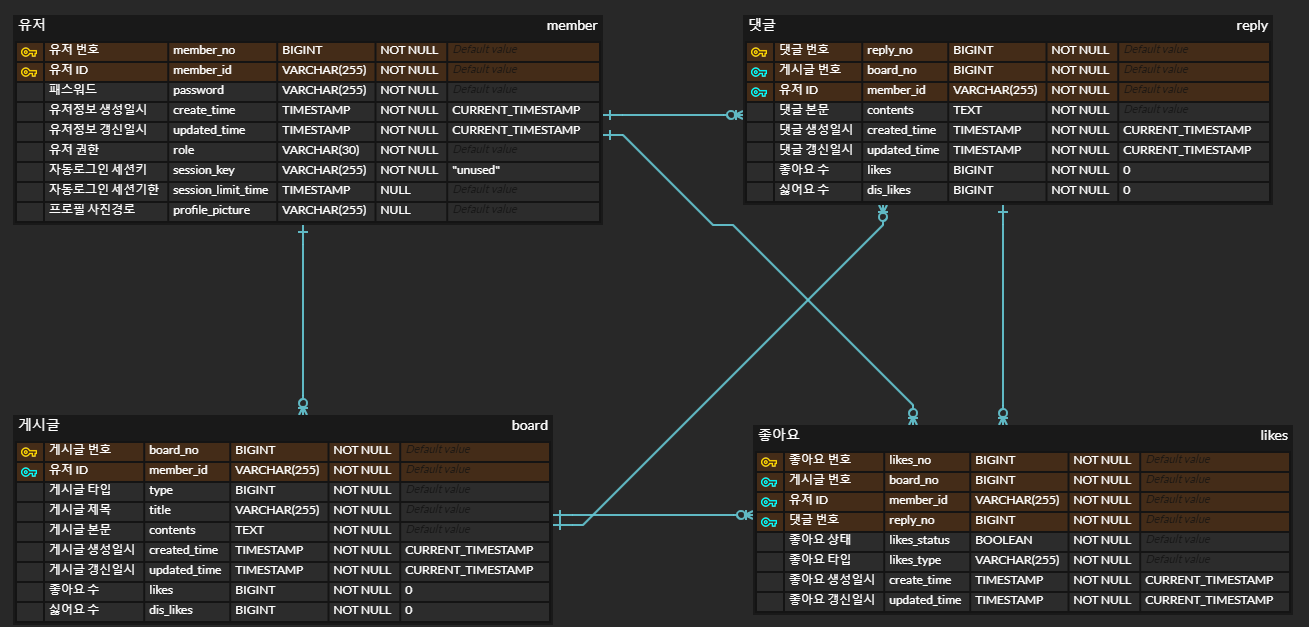 유저 member
유저 번호 member_no BIGINT NOT NULL Default value
유저 ID member_id VARCHAR(255) NOT NULL Default value
패스워드 password VARCHAR(255) NOT NULL Default value
유저정보 생성일시 create_time TIMESTAMP NOT NULL CURRENT_TIMESTAMP
유저정보 갱신일시 updated_time TIMESTAMP NOT NULL CURRENT_TIMESTAMP
유저 권한 role VARCHAR(30) NOT NULL Default value
자동로그인 세션키 session_key VARCHAR(255) NOT NULL "unused"
자동로그인 세션기한 session_limit_time TIMESTAMP NULL Default value
프로필 사진경로 profile_picture VARCHAR(255) NULL Default value
댓글 reply
댓글 번호 reply_no BIGINT NOT NULL Default value
게시글 번호 board_no BIGINT NOT NULL Default value
유저 ID member_id VARCHAR(255) NOT NULL Default value
댓글 본문 contents TEXT NOT NULL Default value
댓글 생성일시 created_time TIMESTAMP NOT NULL CURRENT_TIMESTAMP
댓글 갱신일시 updated_time TIMESTAMP NOT NULL CURRENT_TIMESTAMP
좋아요 수 likes BIGINT NOT NULL 0
싫어요 수 dis_likes BIGINT NOT NULL 0
게시글 board
게시글 번호 board_no BIGINT NOT NULL Default value
유저 ID member_id VARCHAR(255) NOT NULL Default value
게시글 타입 type BIGINT NOT NULL Default value
게시글 제목 title VARCHAR(255) NOT NULL Default value
게시글 본문 contents TEXT NOT NULL Default value
게시글 생성일시 created_time TIMESTAMP NOT NULL CURRENT_TIMESTAMP
게시글 갱신일시 updated_time TIMESTAMP NOT NULL CURRENT_TIMESTAMP
좋아요 수 likes BIGINT NOT NULL 0
싫어요 수 dis_likes BIGINT NOT NULL 0
좋아요 likes
좋아요 번호 likes_no BIGINT NOT NULL Default value
게시글 번호 board_no BIGINT NOT NULL Default value
유저 ID member_id VARCHAR(255) NOT NULL Default value
댓글 번호 reply_no BIGINT NOT NULL Default value
좋아요 상태 likes_status BOOLEAN NOT NULL Default value
좋아요 타입 likes_type VARCHAR(255) NOT NULL Default value
좋아요 생성일시 create_time TIMESTAMP NOT NULL CURRENT_TIMESTAMP
좋아요 갱신일시 updated_time TIMESTAMP NOT NULL CURRENT_TIMESTAMP